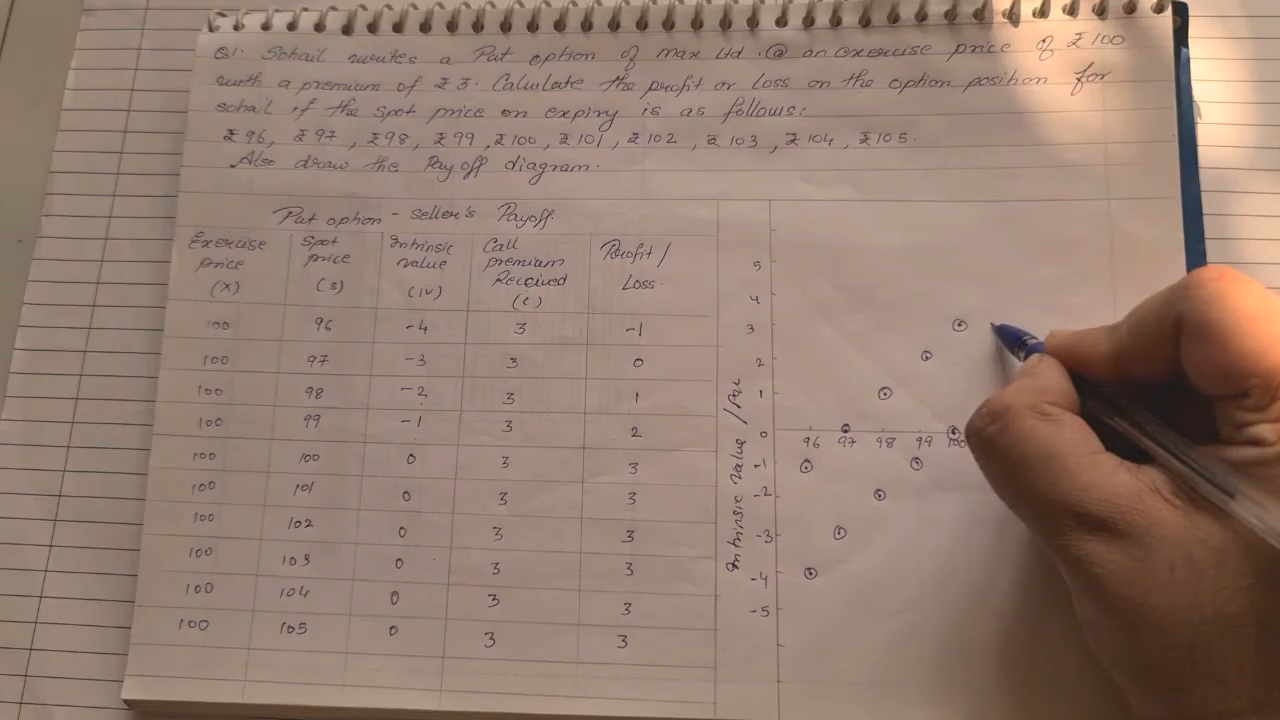 Q1. Sohail writes a Put option of Max Ltd. @ an exercise price of ₹100
with a premium of ₹3. Calculate the profit or Loss on the option position for
sohail if the spot price on expiry is as follows:
₹96, ₹97, ₹98, ₹99, ₹100, ₹101, ₹102, ₹103, ₹104, ₹105.
Also draw the Pay off diagram.
Put option - seller's Payoff.
Exercise price (X) Spot price (S) Intrinsic value (IV) Call premium Received (C) Profit / Loss.
100 96 -4 3 -1
100 97 -3 3 0
100 98 -2 3 1
100 99 -1 3 2
100 100 0 3 3
100 101 0 3 3
100 102 0 3 3
100 103 0 3 3
100 104 0 3 3
100 105 0 3 3
Intrinsic value /
5
4
3
2
1
0
-1
-2
-3
-4
-5
96 97 98 99 100